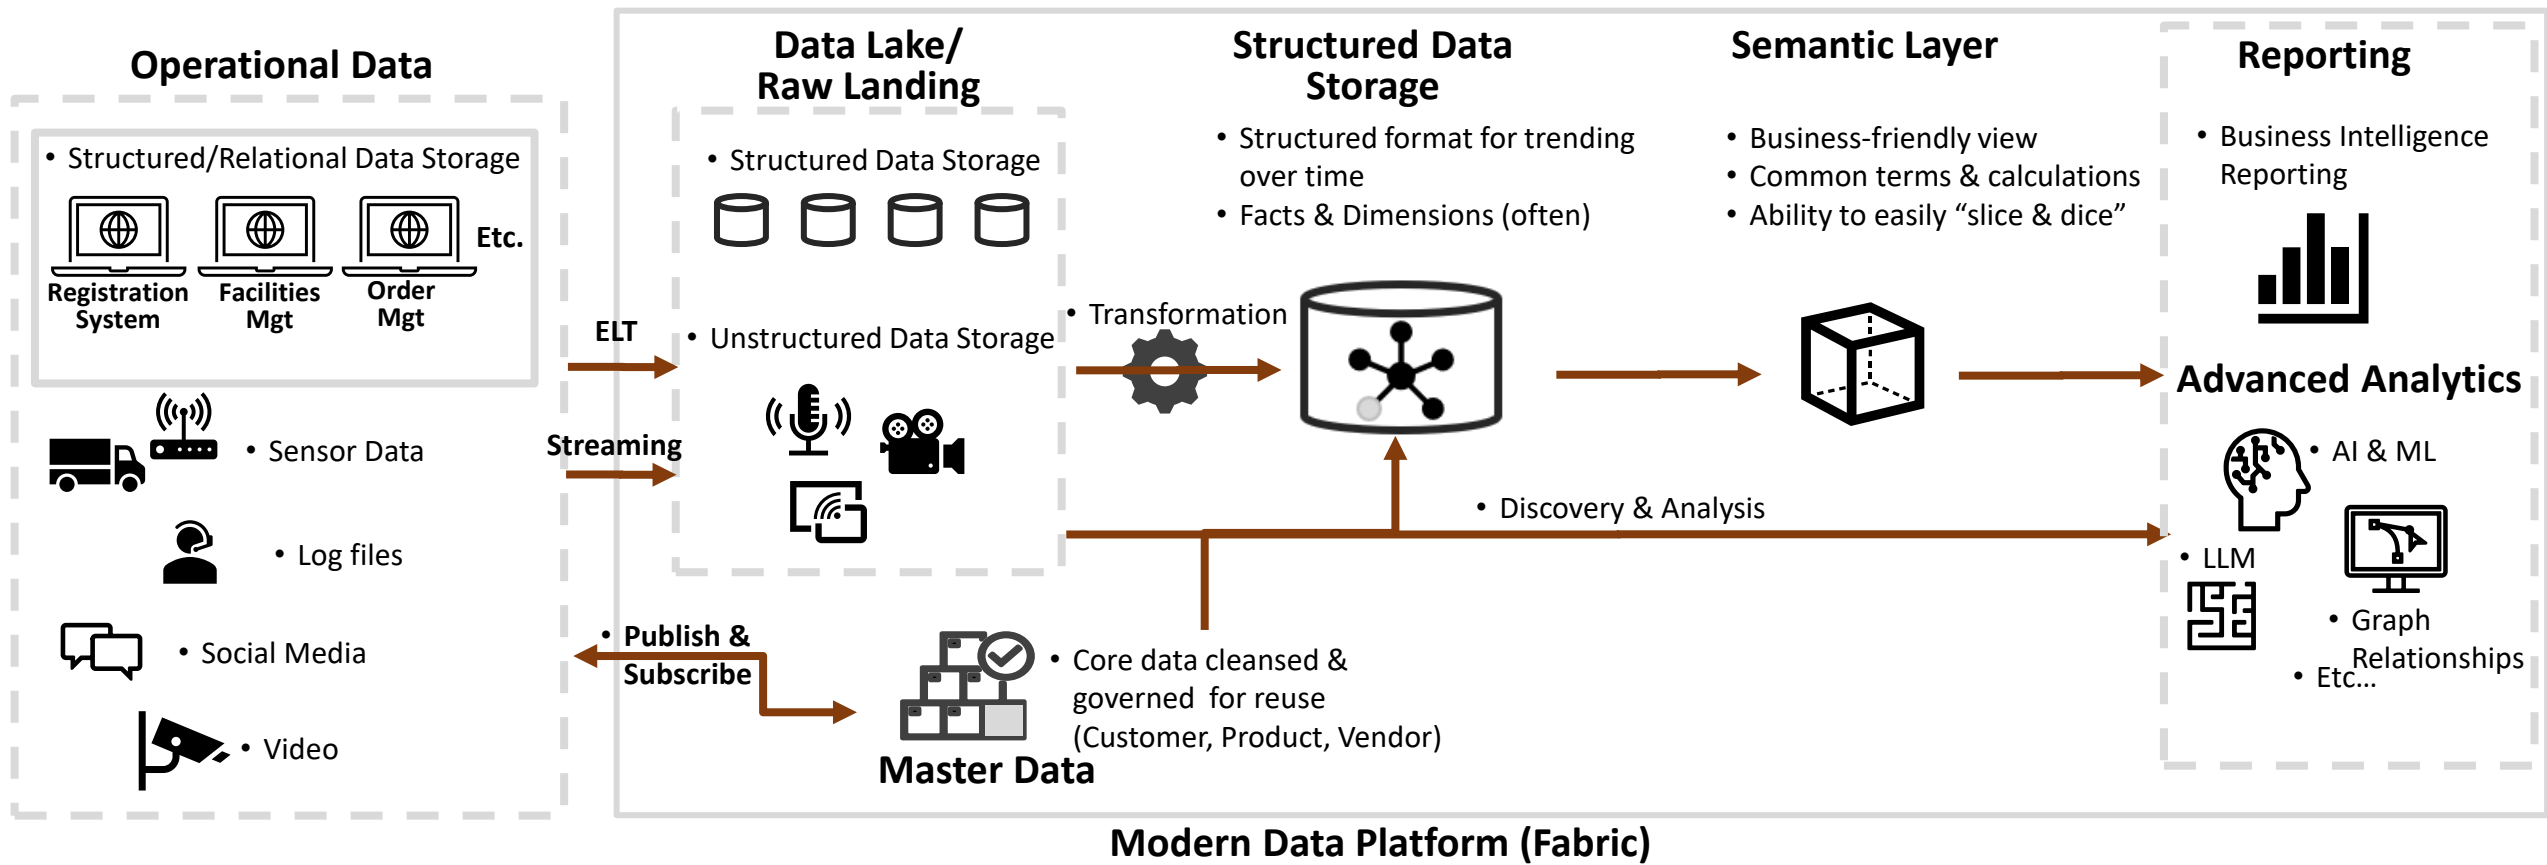 Operational Data
• Structured/Relational Data Storage
Etc.
Registration
System
Facilities
Mgt
Order
Mgt
• Sensor Data
• Log files
• Social Media
• Video
ELT
Streaming
• Publish &
Subscribe
Data Lake/
Raw Landing
• Structured Data Storage
• Unstructured Data Storage
• Transformation
Structured Data
Storage
• Structured format for trending
over time
• Facts & Dimensions (often)
Semantic Layer
• Business-friendly view
• Common terms & calculations
• Ability to easily “slice & dice”
• Discovery & Analysis
• Core data cleansed &
governed for reuse
(Customer, Product, Vendor)
Master Data
Reporting
• Business Intelligence
Reporting
Advanced Analytics
• AI & ML
• LLM
• Graph
Relationships
• Etc...
Modern Data Platform (Fabric)